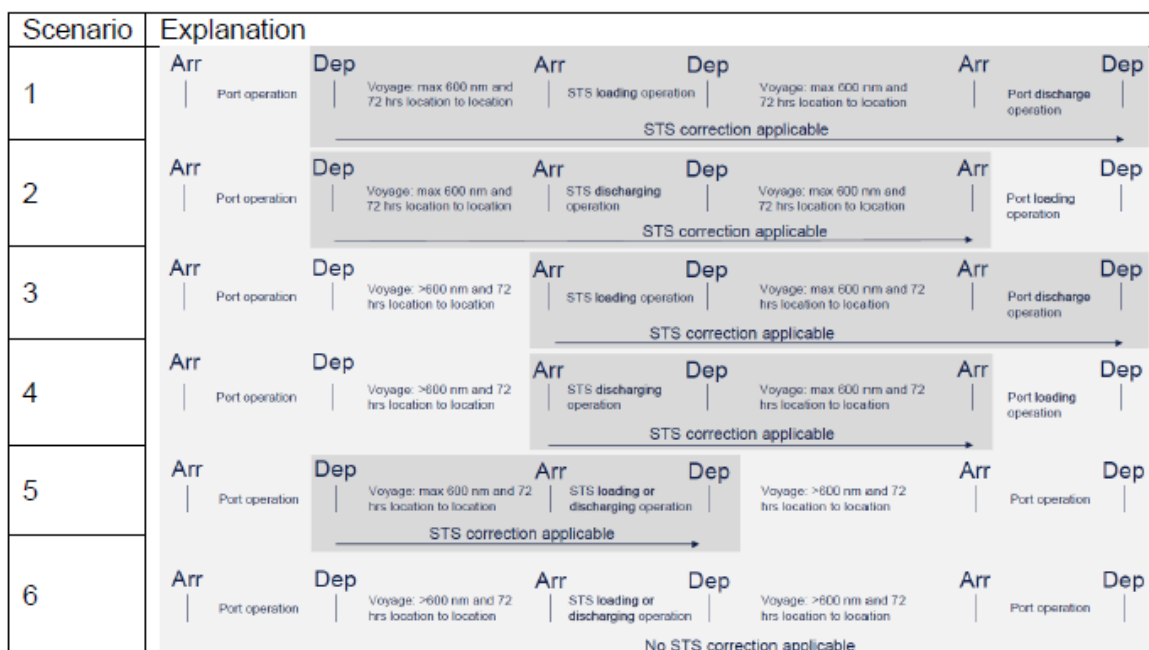 Scenario Explanation
1
Arr Dep Arr Dep Arr Dep
Port operation
Voyage: max 600 nm and
72 hrs location to location
STS loading operation
Voyage: max 600 nm and
72 hrs location to location
Port discharge
operation
STS correction applicable
2
Arr Dep Arr Dep Arr Dep
Port operation
Voyage: max 600 nm and
72 hrs location to location
STS discharging
operation
Voyage: max 600 nm and
72 hrs location to location
Port loading
operation
STS correction applicable
3
Arr Dep Arr Dep Arr Dep
Port operation
Voyage: >600 nm and 72
hrs location to location
STS loading operation
Voyage: max 600 nm and 72
hrs location to location
Port discharge
operation
STS correction applicable
4
Arr Dep Arr Dep Arr Dep
Port operation
Voyage: >600 nm and 72
hrs location to location
STS discharging
operation
Voyage: max 600 nm and 72
hrs location to location
Port loading
operation
STS correction applicable
5
Arr Dep Arr Dep Arr Dep
Port operation
Voyage: max 600 nm and 72
hrs location to location
STS loading or
discharging operation
Voyage: >600 nm and 72
hrs location to location
Port operation
STS correction applicable
6
Arr Dep Arr Dep Arr Dep
Port operation
Voyage: >600 nm and 72
hrs location to location
STS loading or
discharging operation
Voyage: >600 nm and 72
hrs location to location
Port operation
No STS correction applicable